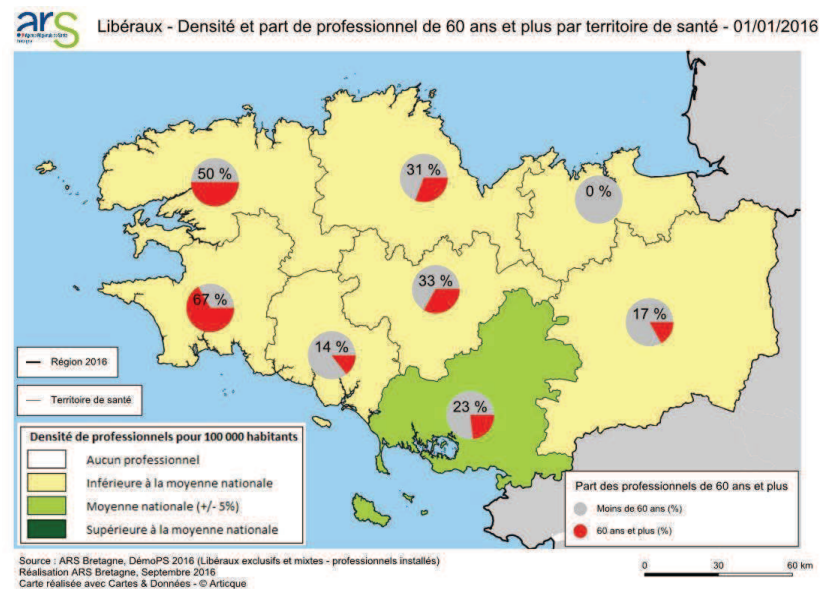 ars
Libéraux - Densité et part de professionnel de 60 ans et plus par territoire de santé - 01/01/2016
50 %
31 %
0 %
33 %
67 %
17 %
14 %
23 %
Région 2016
Territoire de santé
Densité de professionnels pour 100 000 habitants
Aucun professionnel
Inférieure à la moyenne nationale
Moyenne nationale (+/- 5%)
Supérieure à la moyenne nationale
Part des professionnels de 60 ans et plus
Moins de 60 ans (%)
60 ans et plus (%)
Source : ARS Bretagne, DémoPS 2016 (Libéraux exclusifs et mixtes - professionnels installés)
Réalisation ARS Bretagne, Septembre 2016
Carte réalisée avec Cartes & Données - © Articque
0 30 60 km